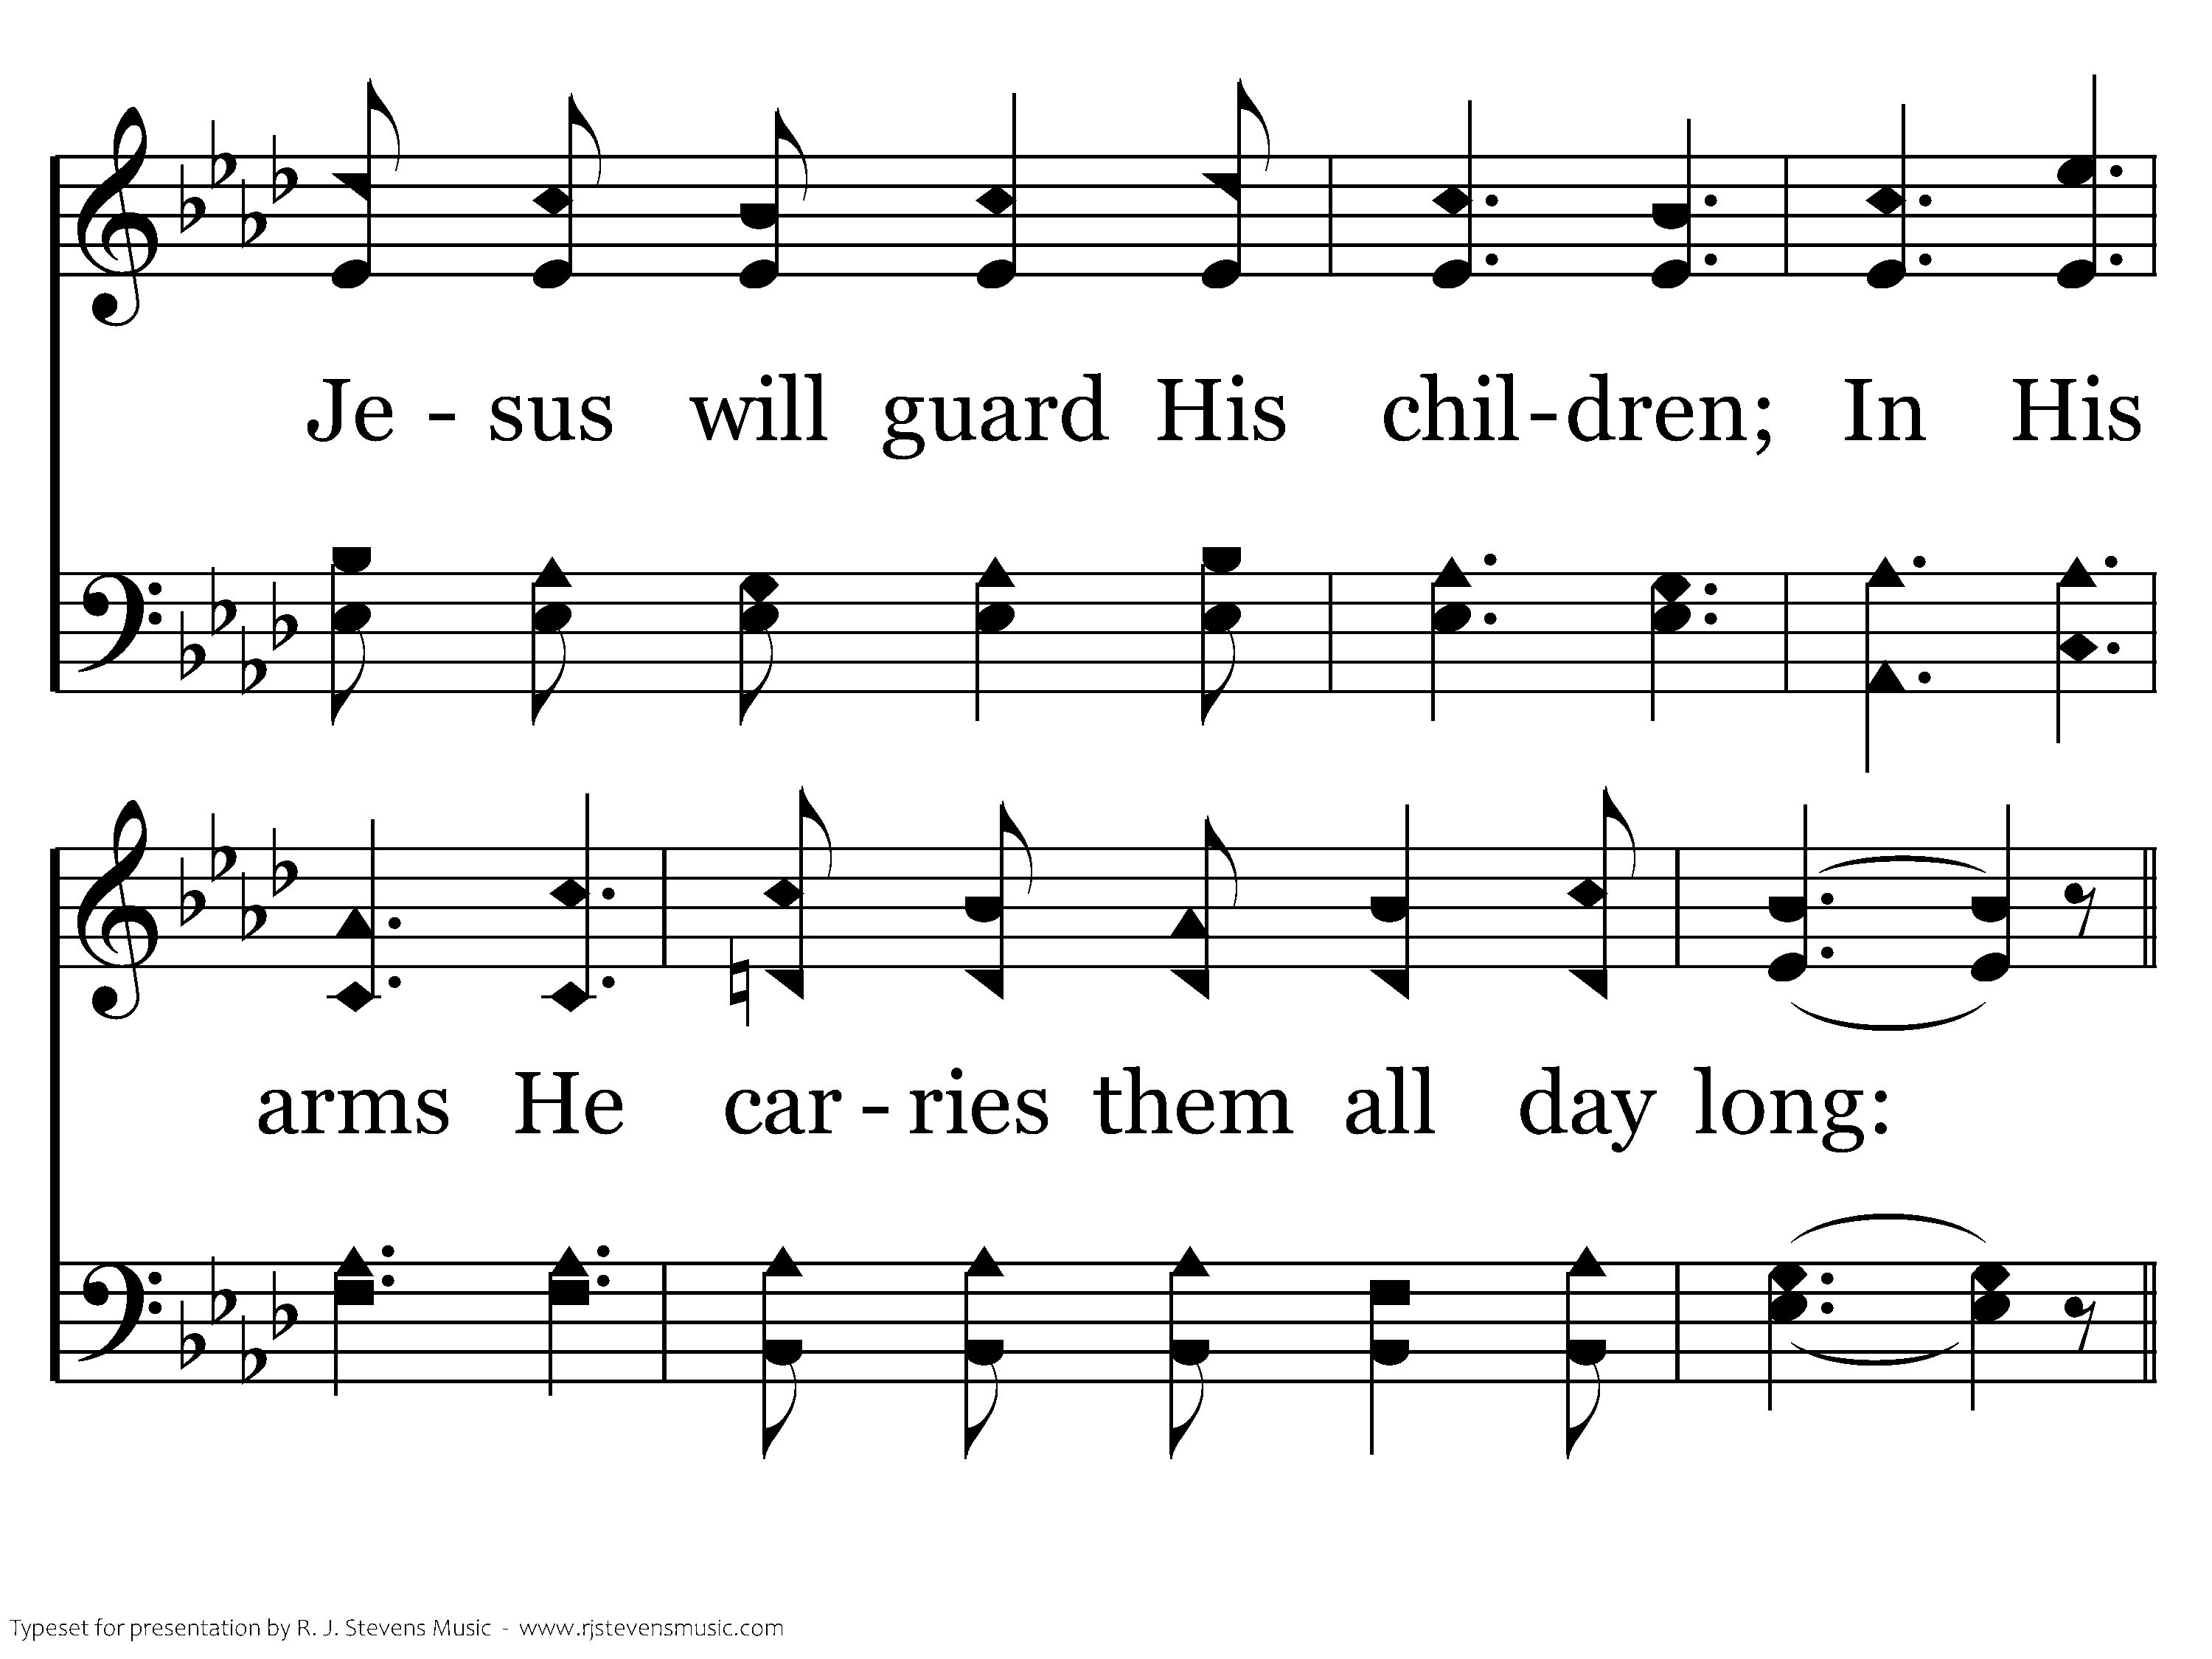 Je - sus will guard His chil - dren; In His
arms He car - ries them all day long:
Typeset for presentation by R. J. Stevens Music - www.rjstevensmusic.com